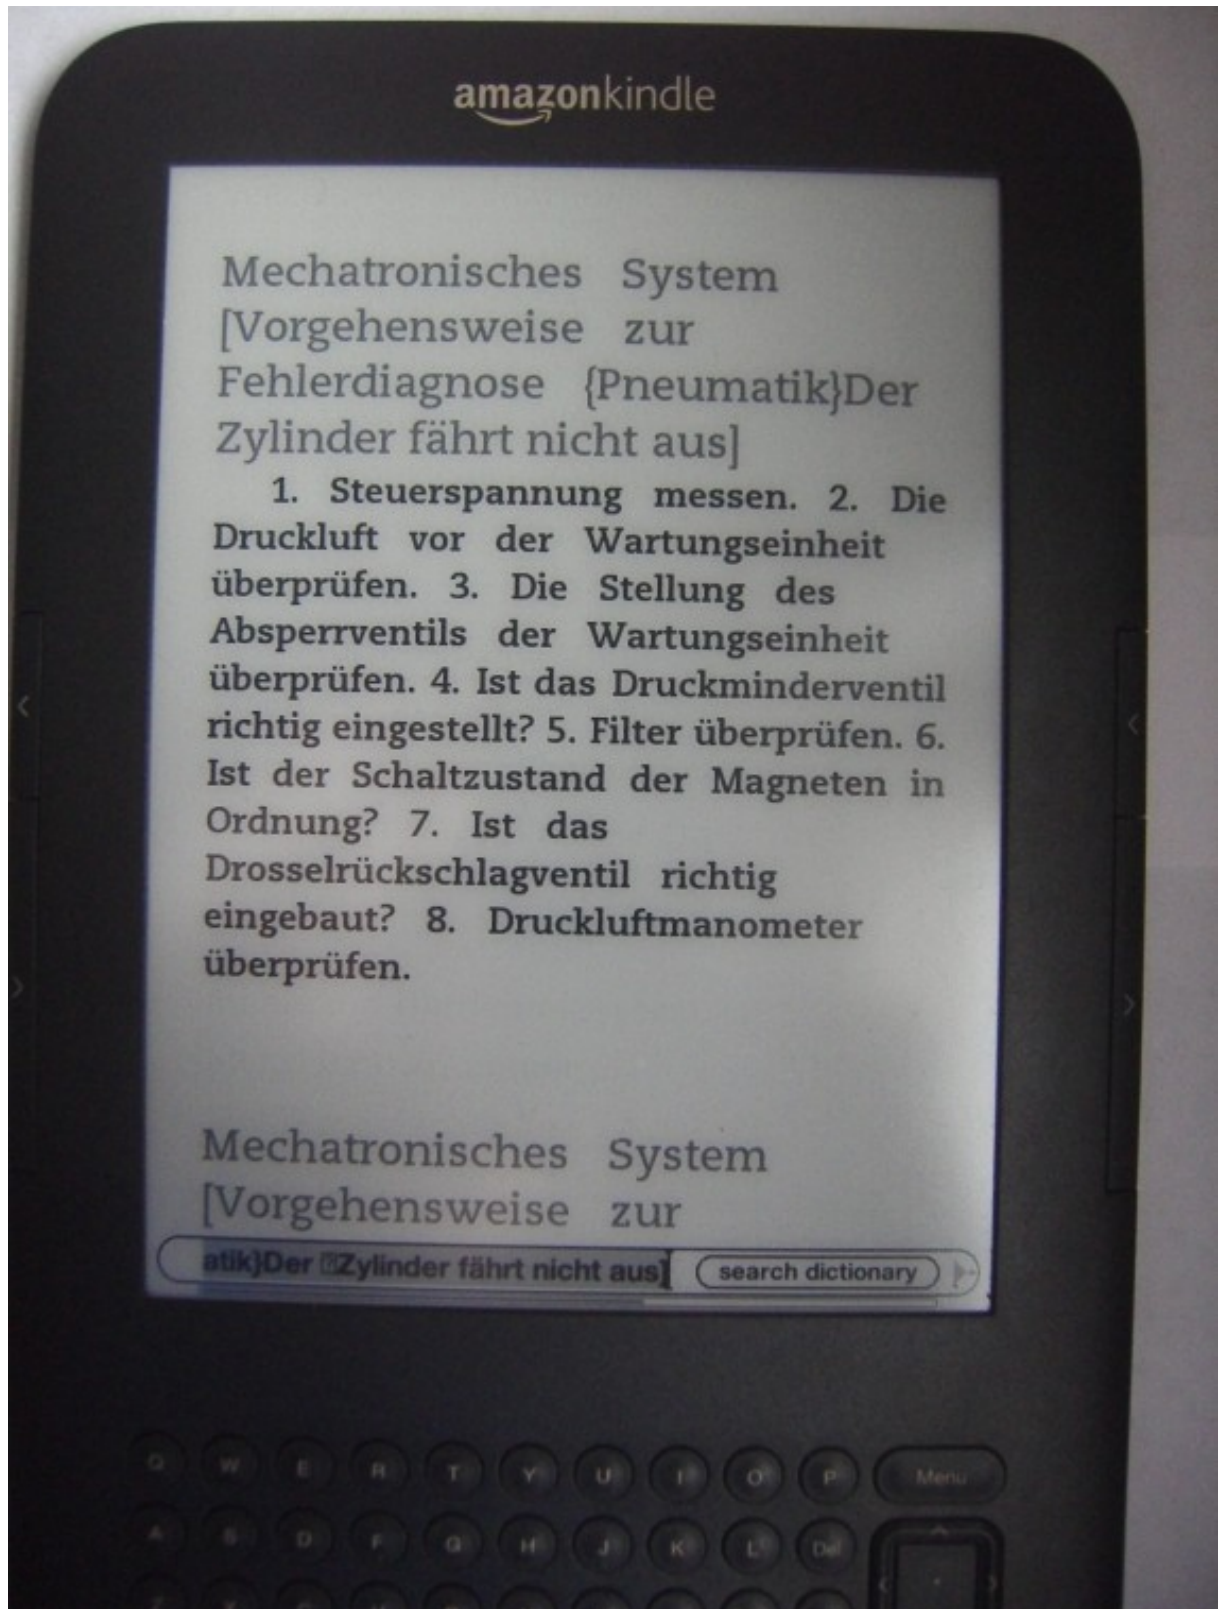 amazonkindle
Mechatronisches System
[Vorgehensweise zur
Fehlerdiagnose {Pneumatik}Der
Zylinder fährt nicht aus]
1. Steuerspannung messen. 2. Die
Druckluft vor der Wartungseinheit
überprüfen. 3. Die Stellung des
Absperrventils der Wartungseinheit
überprüfen. 4. Ist das Druckminderventil
richtig eingestellt? 5. Filter überprüfen. 6.
Ist der Schaltzustand der Magneten in
Ordnung? 7. Ist das
Drosselrückschlagventil richtig
eingebaut? 8. Druckluftmanometer
überprüfen.
Mechatronisches System
[Vorgehensweise zur
atik}Der Zylinder fährt nicht aus] search dictionary
Q W E R T Y U I O P Menu
A S D F G H J K L Del